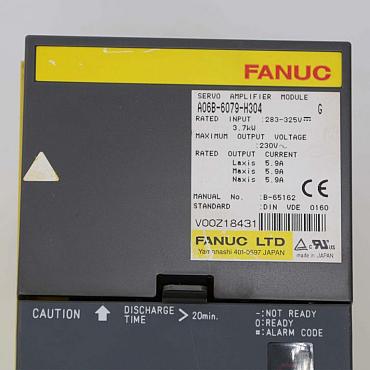 FANUC
SERVO AMPLIFIER MODULE
A06B-6079-H304 G
RATED INPUT :283-325V⎓
3.7kW
MAXIMUM OUTPUT VOLTAGE
:230V~
RATED OUTPUT CURRENT
Laxis 5.9A
Maxis 5.9A
Naxis 5.9A
MANUAL No. :B-65162
STANDARD :DIN VDE 0160
CE
V00Z18431
FANUC LTD
Yamanashi 401-0597 JAPAN
made in JAPAN
CAUTION
DISCHARGE TIME > 20min.
-:NOT READY
0:READY
#:ALARM CODE